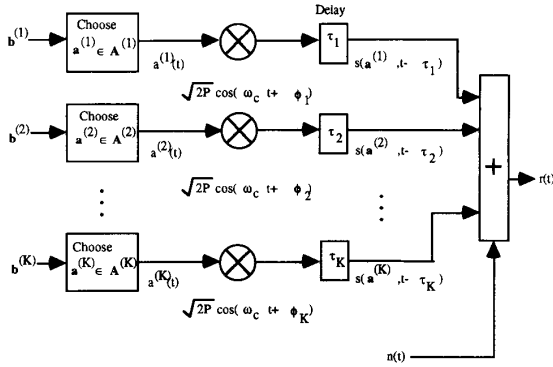 Delay
b(1)
Choose
a(1) ∈ A(1)
a(1)(t)
τ1
s(a(1) ,t- τ1)
√2P cos( ωc t+ ϕ1)
b(2)
Choose
a(2) ∈ A(2)
a(2)(t)
τ2
s(a(2) ,t- τ2)
√2P cos( ωc t+ ϕ2)
+
r(t)
b(K)
Choose
a(K) ∈ A(K)
a(K)(t)
τK
s(a(K) ,t- τK)
√2P cos( ωc t+ ϕK)
n(t)